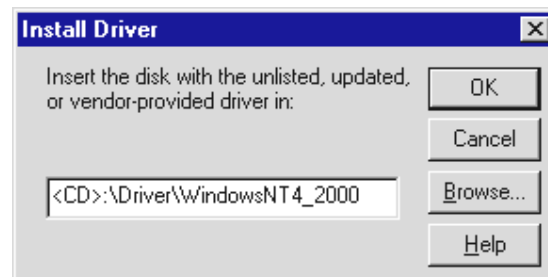 Install Driver
Insert the disk with the unlisted, updated,
or vendor-provided driver in:
OK
Cancel
<CD>:\Driver\WindowsNT4_2000
Browse...
Help